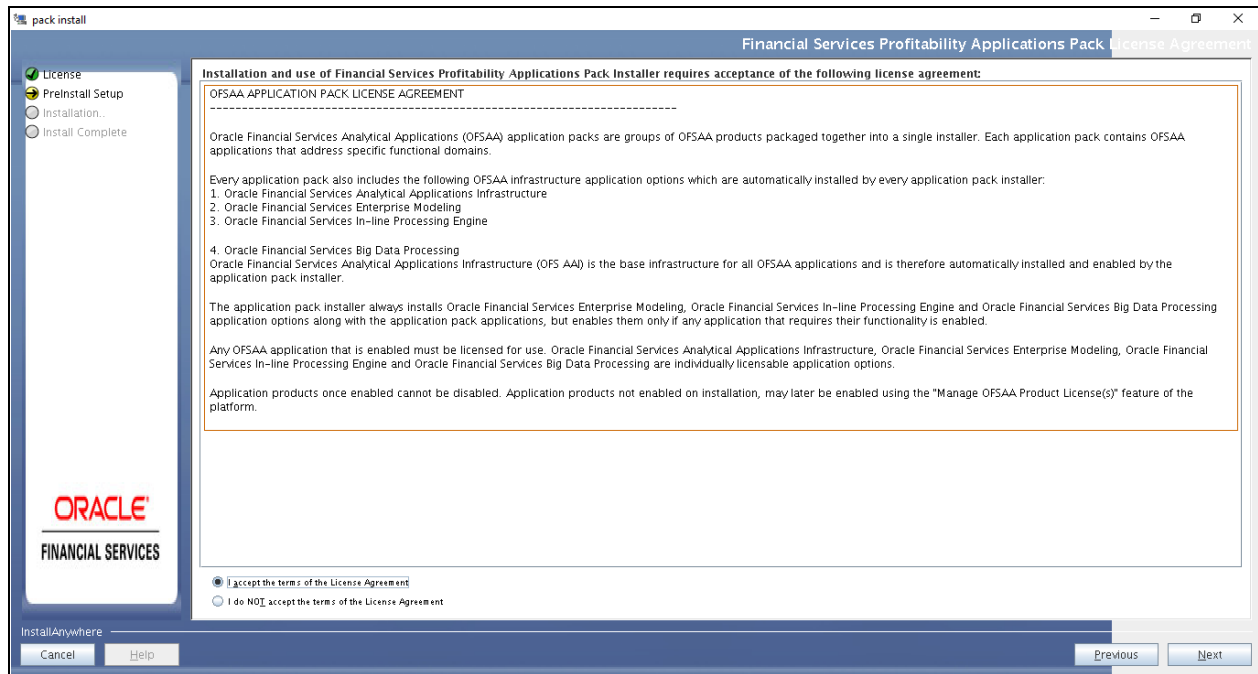 pack install
Financial Services Profitability Applications Pack License Agreement
License
PreInstall Setup
Installation..
Install Complete
Installation and use of Financial Services Profitability Applications Pack Installer requires acceptance of the following license agreement:
OFSAA APPLICATION PACK LICENSE AGREEMENT
---------------------------------------------------------------------------
Oracle Financial Services Analytical Applications (OFSAA) application packs are groups of OFSAA products packaged together into a single installer. Each application pack contains OFSAA
applications that address specific functional domains.
Every application pack also includes the following OFSAA infrastructure application options which are automatically installed by every application pack installer:
1. Oracle Financial Services Analytical Applications Infrastructure
2. Oracle Financial Services Enterprise Modeling
3. Oracle Financial Services In-line Processing Engine
4. Oracle Financial Services Big Data Processing
Oracle Financial Services Analytical Applications Infrastructure (OFS AAI) is the base infrastructure for all OFSAA applications and is therefore automatically installed and enabled by the
application pack installer.
The application pack installer always installs Oracle Financial Services Enterprise Modeling, Oracle Financial Services In-line Processing Engine and Oracle Financial Services Big Data Processing
application options along with the application pack applications, but enables them only if any application that requires their functionality is enabled.
Any OFSAA application that is enabled must be licensed for use. Oracle Financial Services Analytical Applications Infrastructure, Oracle Financial Services Enterprise Modeling, Oracle Financial
Services In-line Processing Engine and Oracle Financial Services Big Data Processing are individually licensable application options.
Application products once enabled cannot be disabled. Application products not enabled on installation, may later be enabled using the "Manage OFSAA Product License(s)" feature of the
platform.
ORACLE'
FINANCIAL SERVICES
I accept the terms of the License Agreement
I do NOT accept the terms of the License Agreement
InstallAnywhere
Cancel
Help
Previous
Next